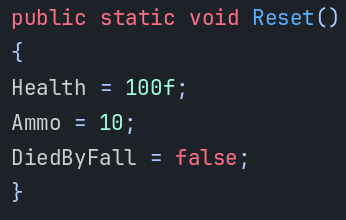 public static void Reset()
{
Health = 100f;
Ammo = 10;
DiedByFall = false;
}